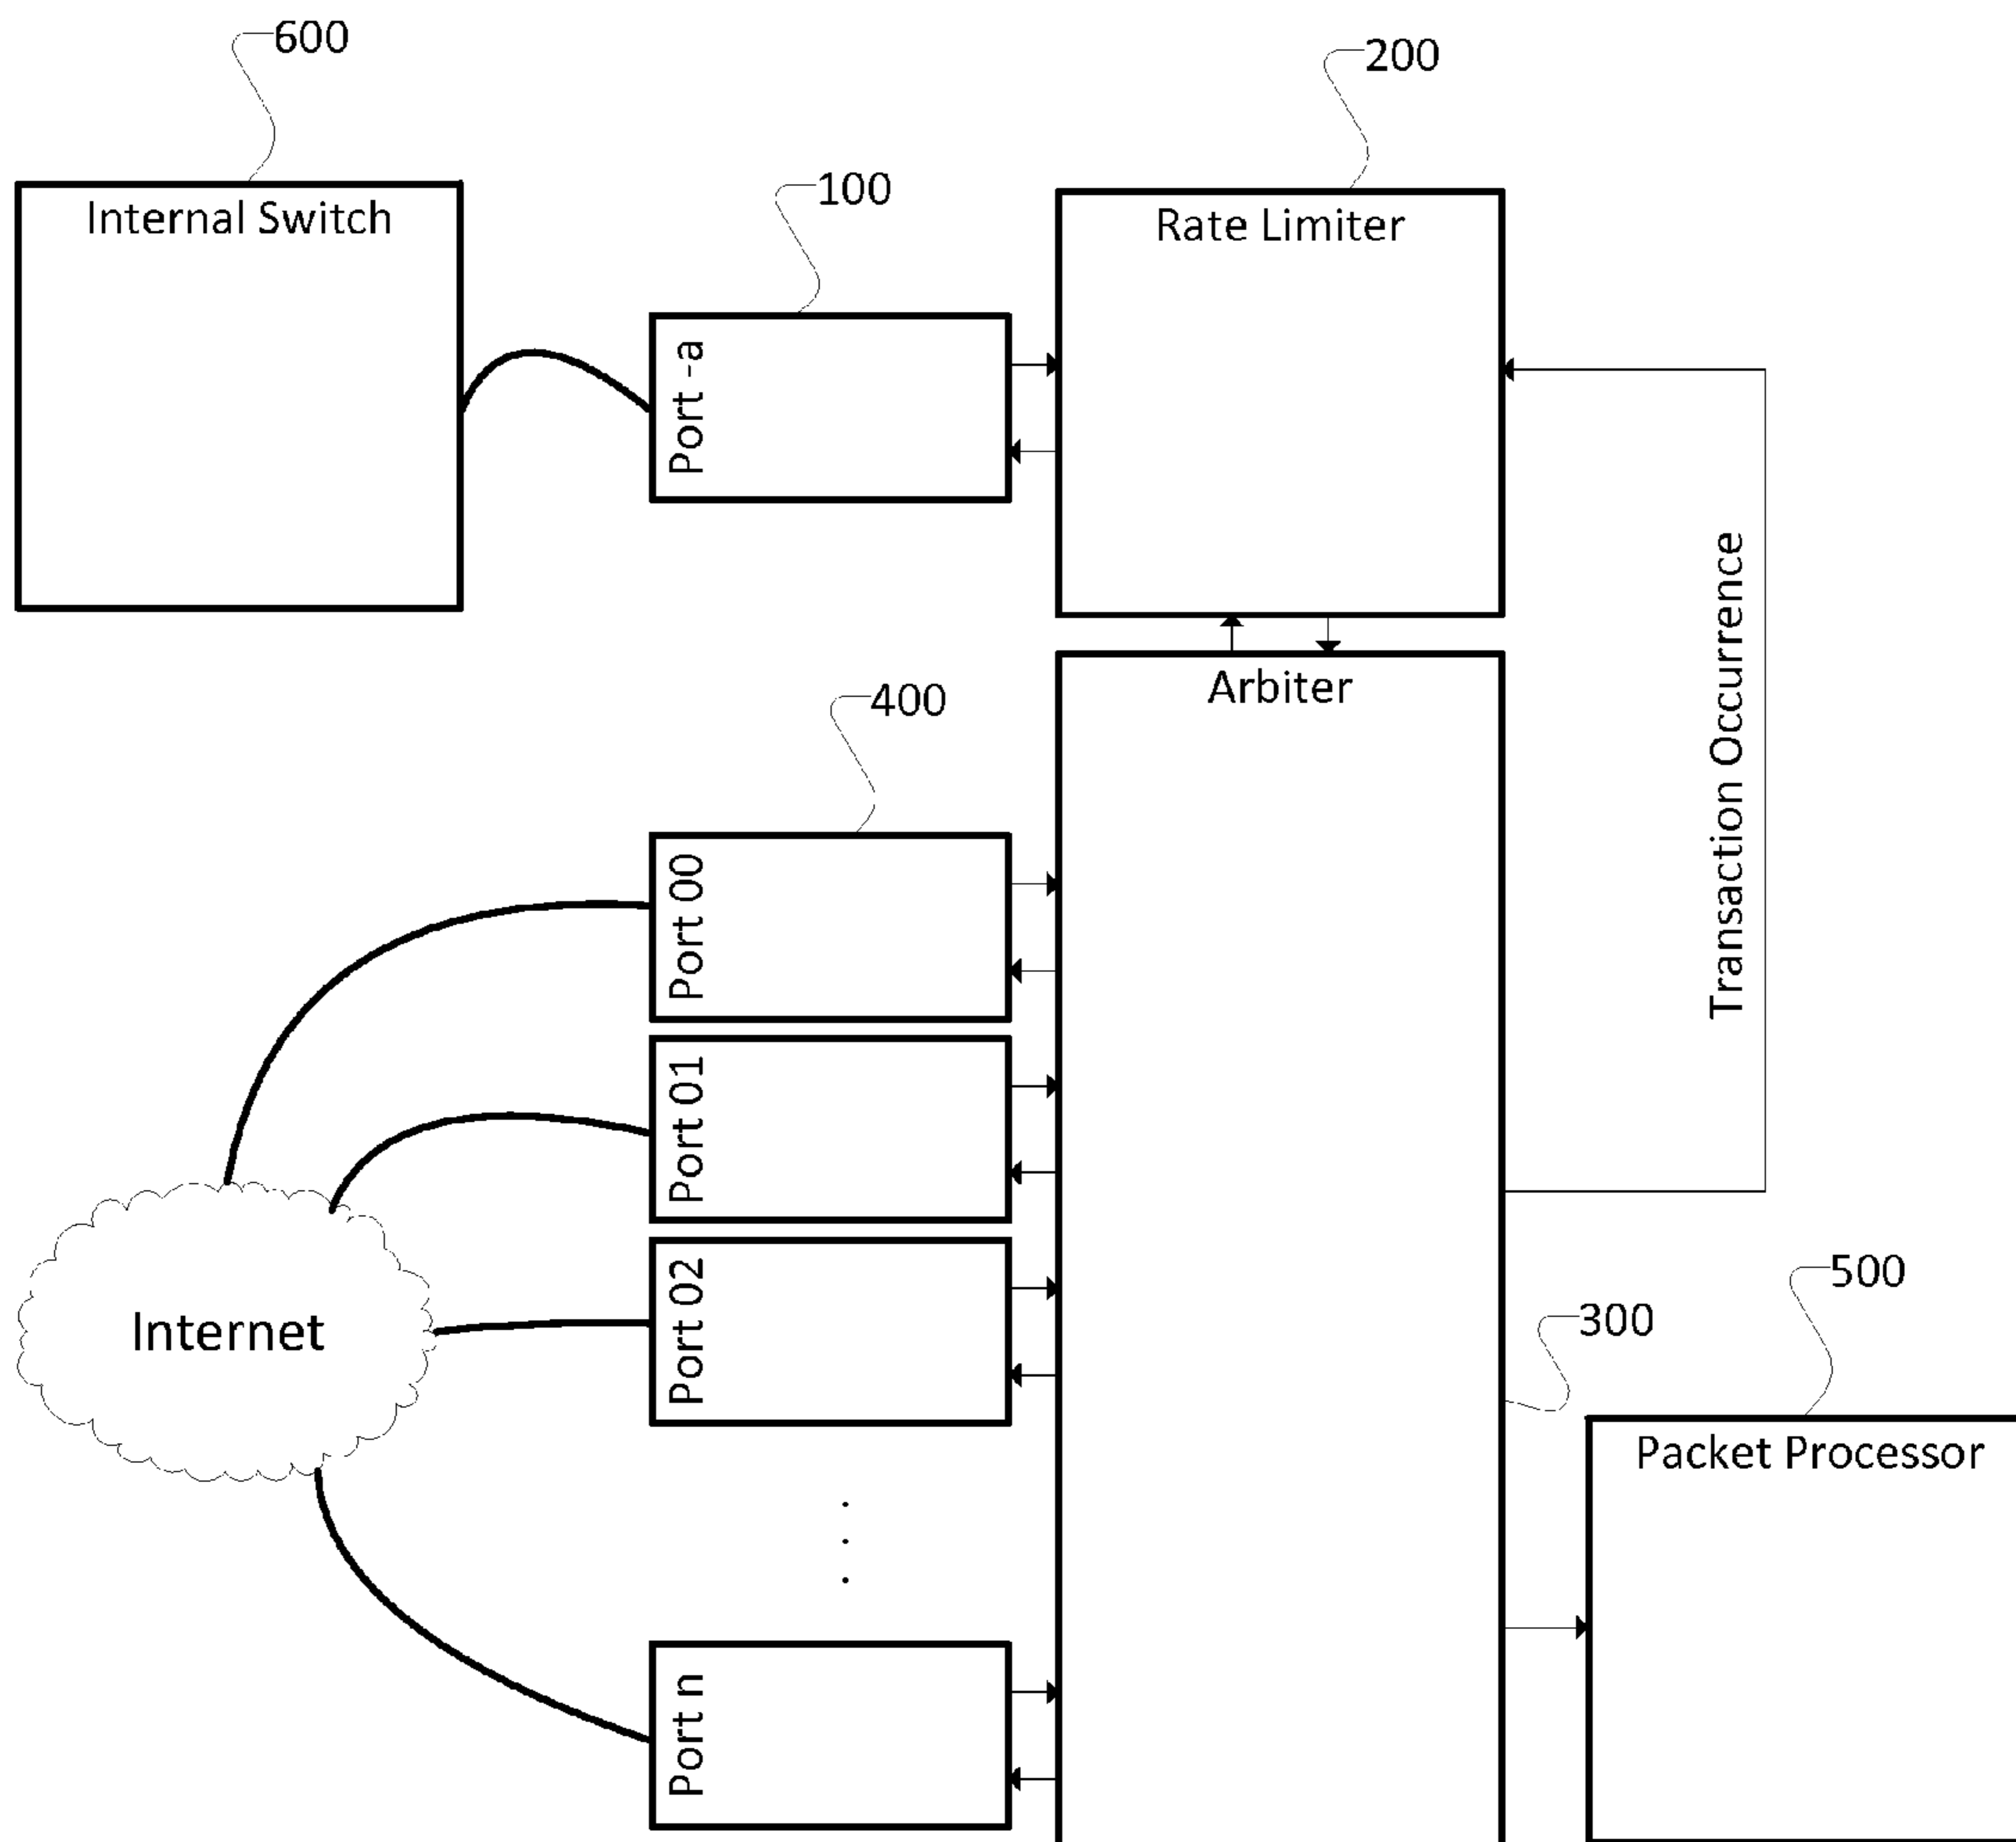 600
200
100
Internal Switch
Rate Limiter
Port -a
Transaction Occurrence
Arbiter
400
Port 00
Port 01
Port 02
Internet
500
300
Packet Processor
.
.
.
Port n